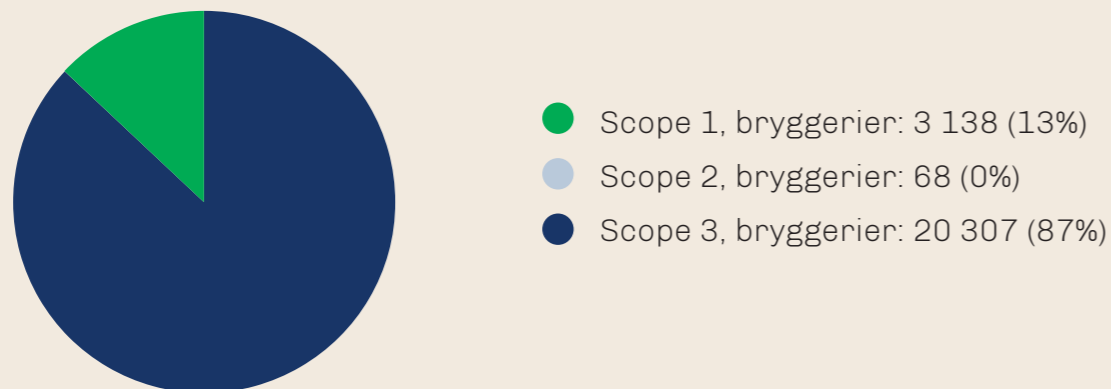 Scope 1, bryggerier: 3 138 (13%)
Scope 2, bryggerier: 68 (0%)
Scope 3, bryggerier: 20 307 (87%)